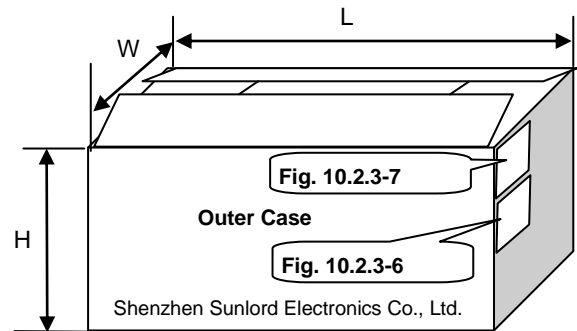 L
W
Fig. 10.2.3-7
Outer Case
H
Fig. 10.2.3-6
Shenzhen Sunlord Electronics Co., Ltd.